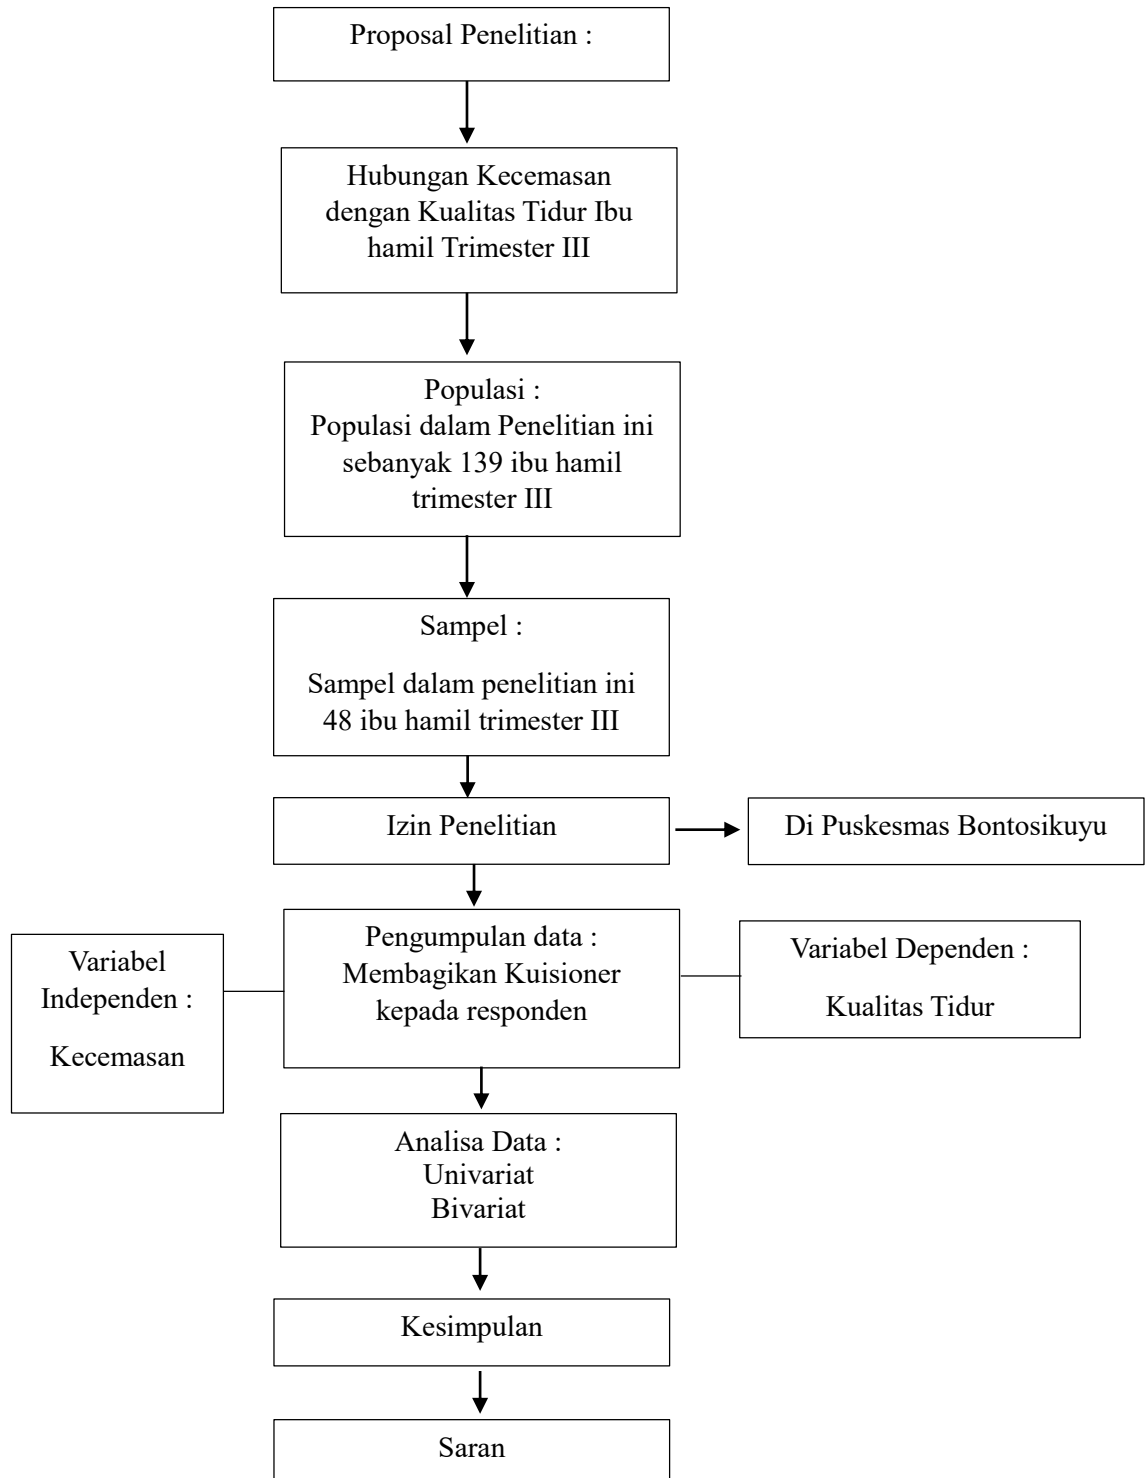 Proposal Penelitian :
Hubungan Kecemasan
dengan Kualitas Tidur Ibu
hamil Trimester III
Populasi :
Populasi dalam Penelitian ini
sebanyak 139 ibu hamil
trimester III
Sampel :
Sampel dalam penelitian ini
48 ibu hamil trimester III
Izin Penelitian
Di Puskesmas Bontosikuyu
Variabel
Independen :
Kecemasan
Pengumpulan data :
Membagikan Kuisioner
kepada responden
Variabel Dependen :
Kualitas Tidur
Analisa Data :
Univariat
Bivariat
Kesimpulan
Saran